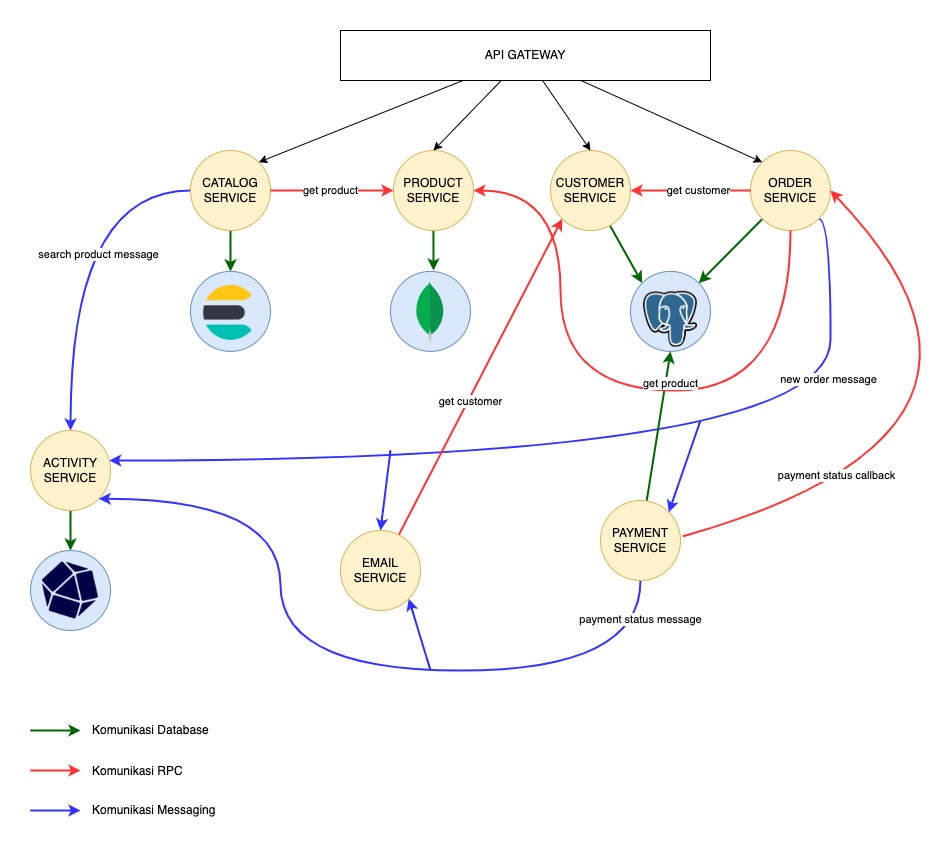 API GATEWAY
CATALOG
SERVICE
get product
PRODUCT
SERVICE
CUSTOMER
SERVICE
get customer
ORDER
SERVICE
search product message
get product
new order message
get customer
ACTIVITY
SERVICE
payment status callback
EMAIL
SERVICE
PAYMENT
SERVICE
payment status message
Komunikasi Database
Komunikasi RPC
Komunikasi Messaging